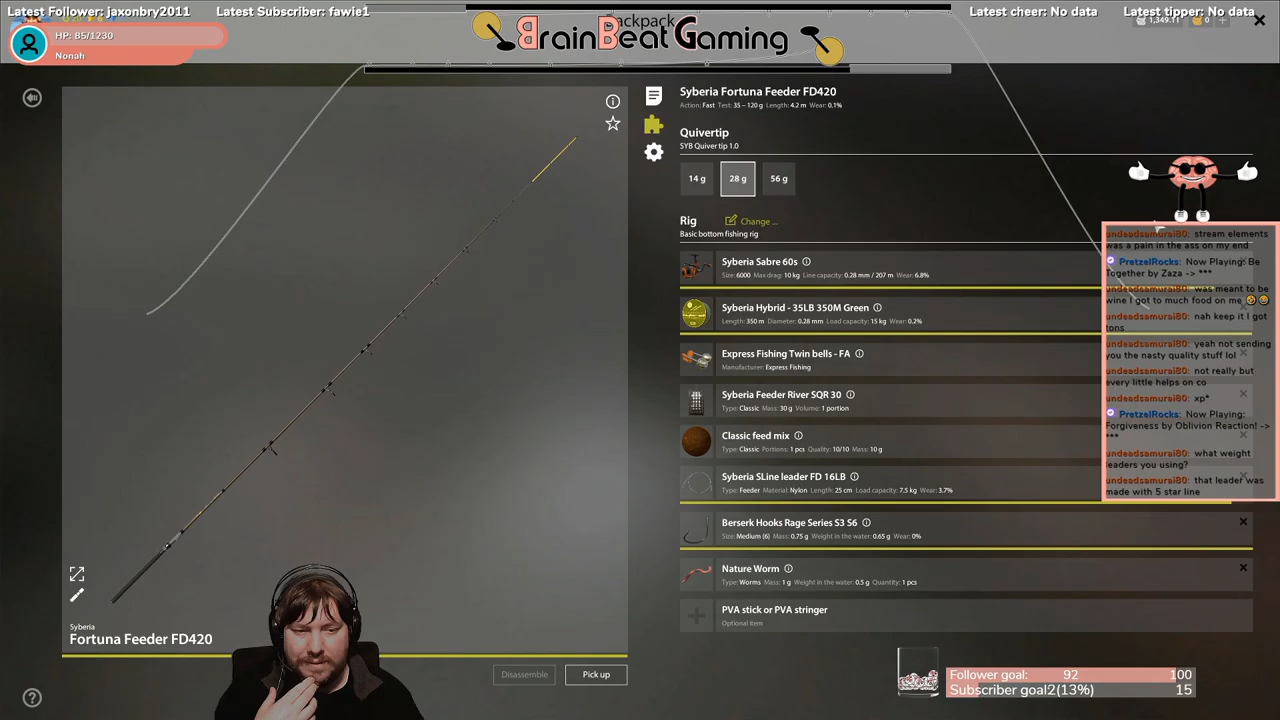 Latest Follower: jaxonbry2011
Latest Subscriber: fawie1
Latest cheer: No data
Latest tipper: No data
ackpack
1,349.11
0
HP: 85/1230
Nonah
BrainBeatGaming
Syberia Fortuna Feeder FD420
Action: Fast Test: 35 – 120 g Length: 4.2 m Wear: 0.1%
Quivertip
SYB Quiver tip 1.0
14 g
28 g
56 g
Rig
Change ...
Basic bottom fishing rig
Syberia Sabre 60s
Size: 6000 Max drag: 10 kg Line capacity: 0.28 mm / 207 m Wear: 6.8%
Syberia Hybrid - 35LB 350M Green
Length: 350 m Diameter: 0.28 mm Load capacity: 15 kg Wear: 0.2%
Express Fishing Twin bells - FA
Manufacturer: Express Fishing
Syberia Feeder River SQR 30
Type: Classic Mass: 30 g Volume: 1 portion
Classic feed mix
Type: Classic Portions: 1 pcs Quality: 10/10 Mass: 10 g
Syberia SLine leader FD 16LB
Type: Feeder Material: Nylon Length: 25 cm Load capacity: 7.5 kg Wear: 3.7%
Berserk Hooks Rage Series S3 S6
Size: Medium (6) Mass: 0.75 g Weight in the water: 0.65 g Wear: 0%
Nature Worm
Type: Worms Mass: 1 g Weight in the water: 0.5 g Quantity: 1 pcs
PVA stick or PVA stringer
Optional item
undeadsamurai80: stream elements
was a pain in the ass on my end
PretzelRocks: Now Playing: Be
Together by Zaza -> ***
undeadsamurai80: was meant to be
wine I got to much food on me
undeadsamurai80: nah keep it I got
tons
undeadsamurai80: yeah not sending
you the nasty quality stuff lol
undeadsamurai80: not really but
every little helps on co
undeadsamurai80: xp*
PretzelRocks: Now Playing:
Forgiveness by Oblivion Reaction! ->
***
undeadsamurai80: what weight
leaders you using?
undeadsamurai80: that leader was
made with 5 star line
Syberia
Fortuna Feeder FD420
Disassemble
Pick up
Follower goal: 92 100
Subscriber goal2(13%) 15